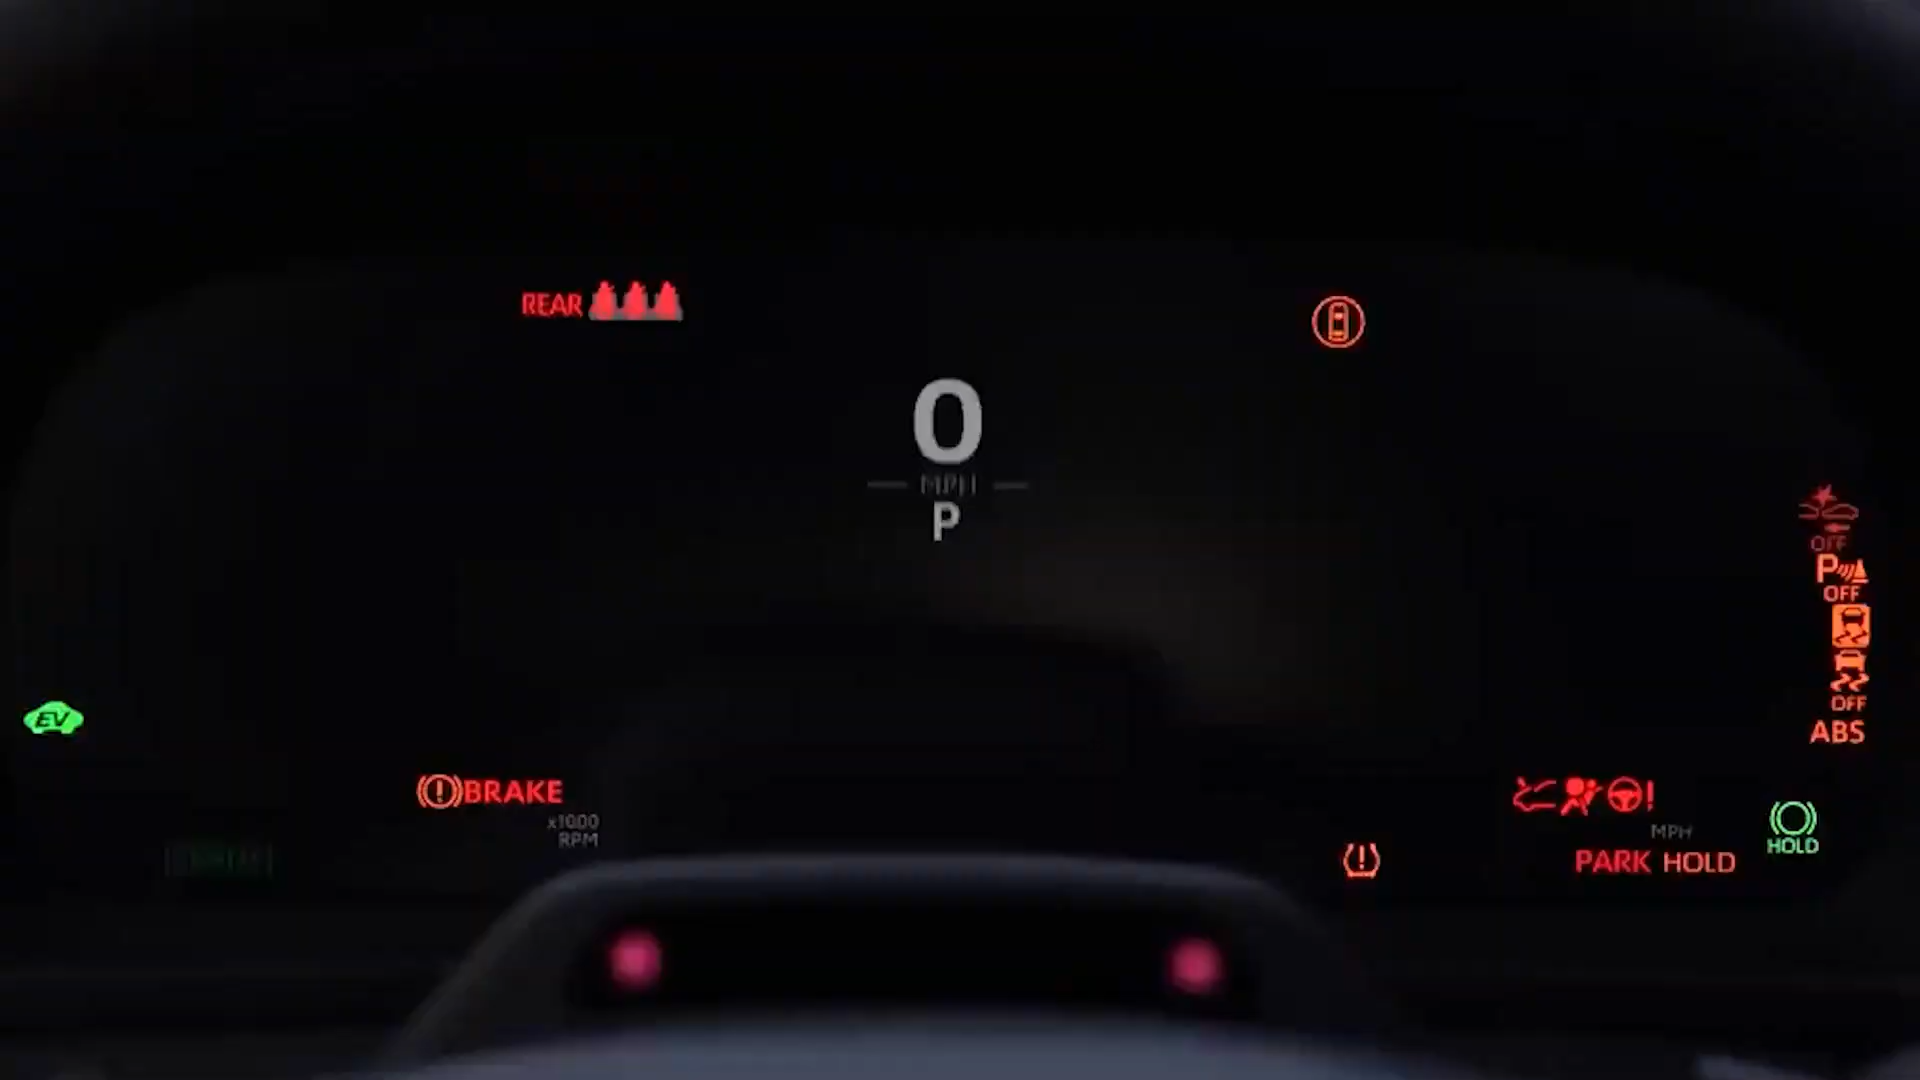 REAR
0
MPH
P
OFF
P
OFF
OFF
ABS
EV
BRAKE
x1000
RPM
MPH
HOLD
PARK HOLD